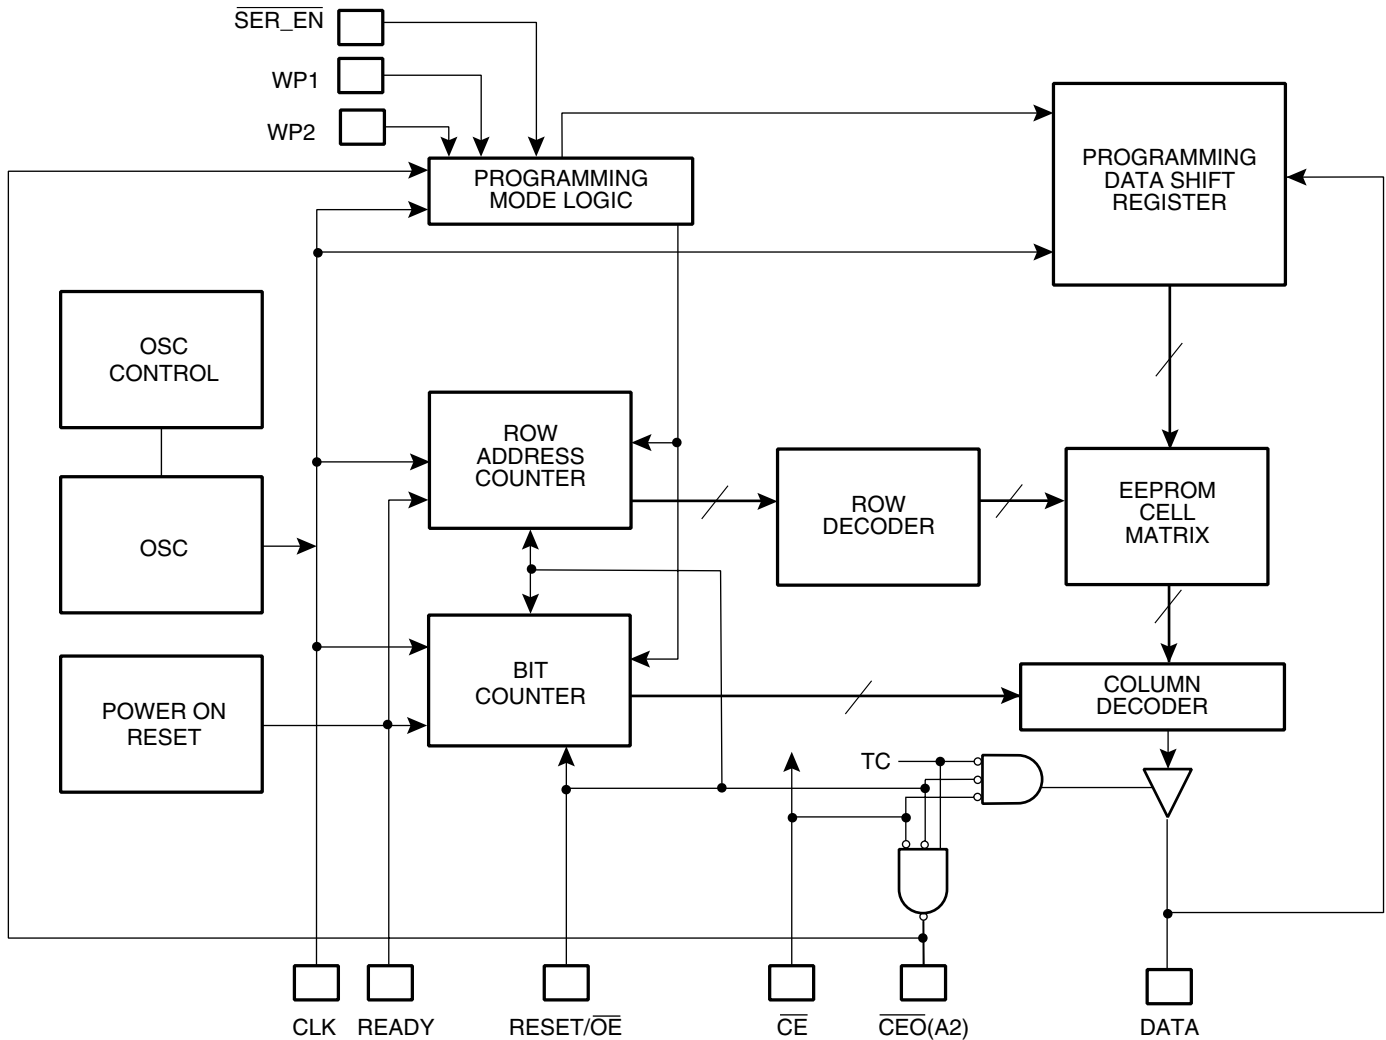 SER_EN
WP1
WP2
PROGRAMMING
MODE LOGIC
PROGRAMMING
DATA SHIFT
REGISTER
OSC
CONTROL
ROW
ADDRESS
COUNTER
ROW
DECODER
EEPROM
CELL
MATRIX
OSC
BIT
COUNTER
COLUMN
DECODER
POWER ON
RESET
TC
CLK
READY
RESET/OE
CE
CEO(A2)
DATA